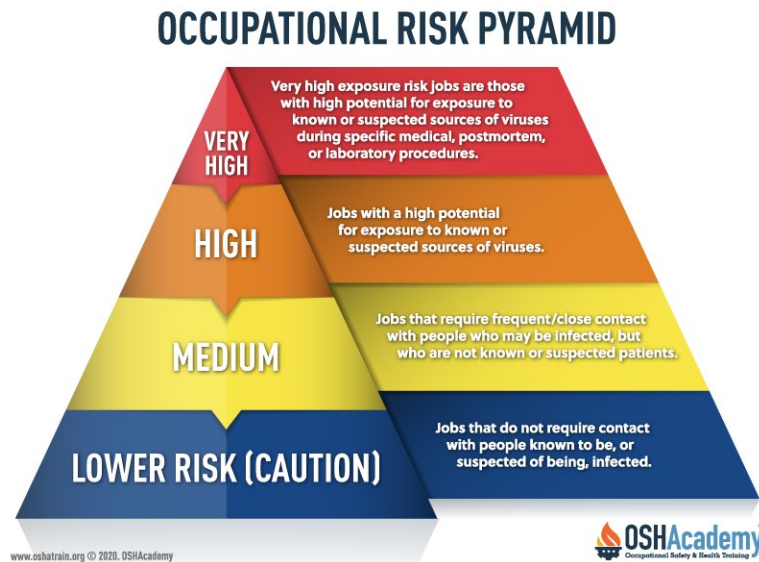 OCCUPATIONAL RISK PYRAMID
VERY
HIGH
Very high exposure risk jobs are those
with high potential for exposure to
known or suspected sources of viruses
during specific medical, postmortem,
or laboratory procedures.
HIGH
Jobs with a high potential
for exposure to known or
suspected sources of viruses.
MEDIUM
Jobs that require frequent/close contact
with people who may be infected, but
who are not known or suspected patients.
LOWER RISK (CAUTION)
Jobs that do not require contact
with people known to be, or
suspected of being, infected.
www.oshatrain.org © 2020. OSHAcademy
OSHAcademy
Occupational Safety & Health Training